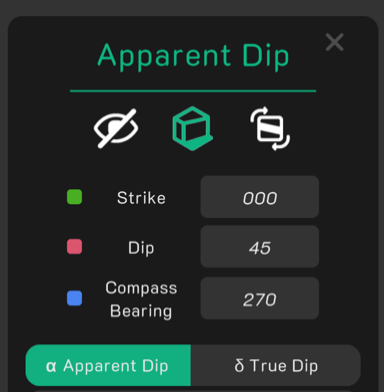 Apparent Dip
Strike 000
Dip 45
Compass Bearing 270
α Apparent Dip δ True Dip